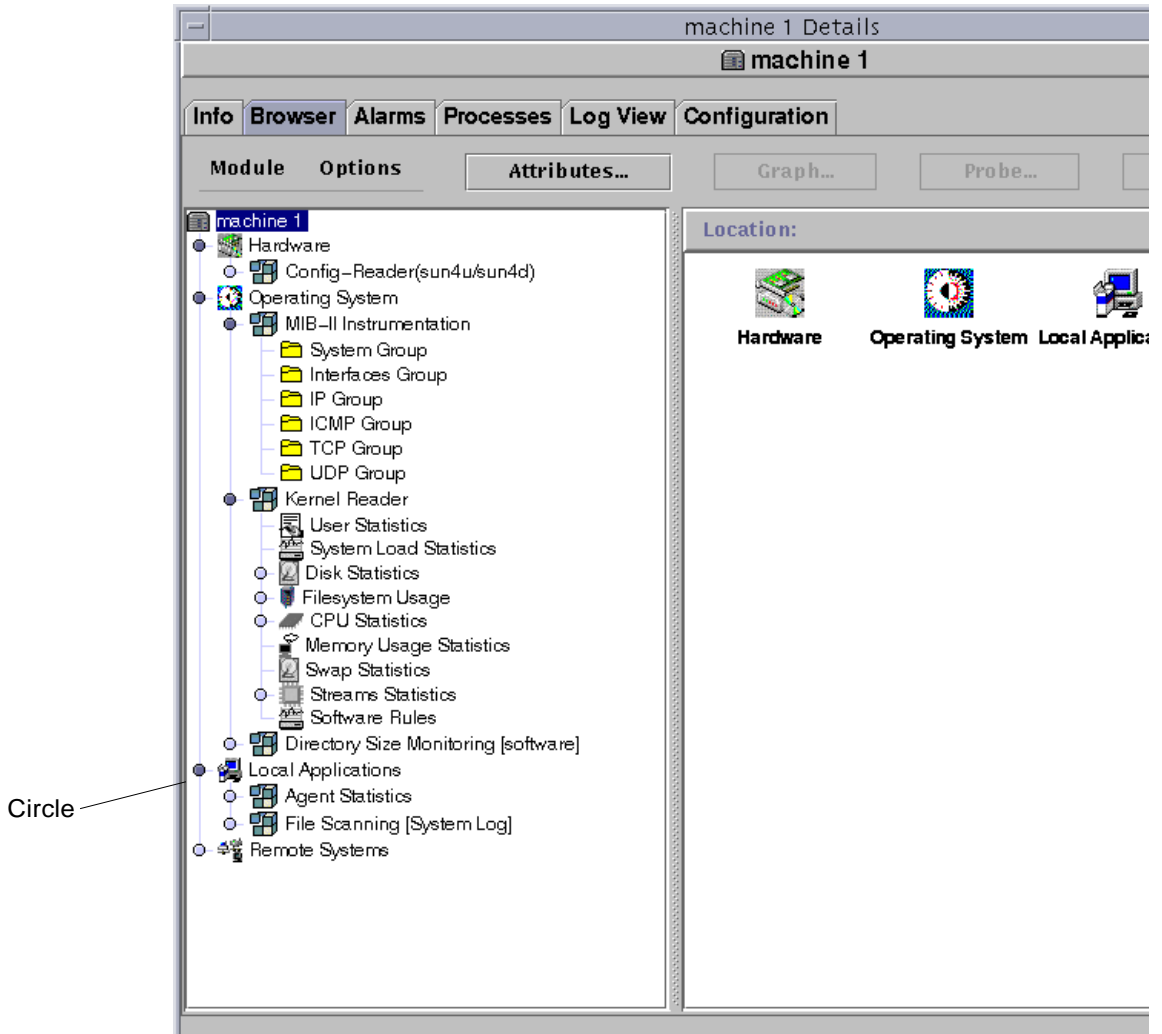 machine 1 Details
machine 1
Info Browser Alarms Processes Log View Configuration
Module Options Attributes... Graph... Probe...
machine 1
Hardware
Config-Reader(sun4u/sun4d)
Operating System
MIB-II Instrumentation
System Group
Interfaces Group
IP Group
ICMP Group
TCP Group
UDP Group
Kernel Reader
User Statistics
System Load Statistics
Disk Statistics
Filesystem Usage
CPU Statistics
Memory Usage Statistics
Swap Statistics
Streams Statistics
Software Rules
Directory Size Monitoring [software]
Local Applications
Agent Statistics
File Scanning [System Log]
Remote Systems
Circle
Location:
Hardware Operating System Local Applica